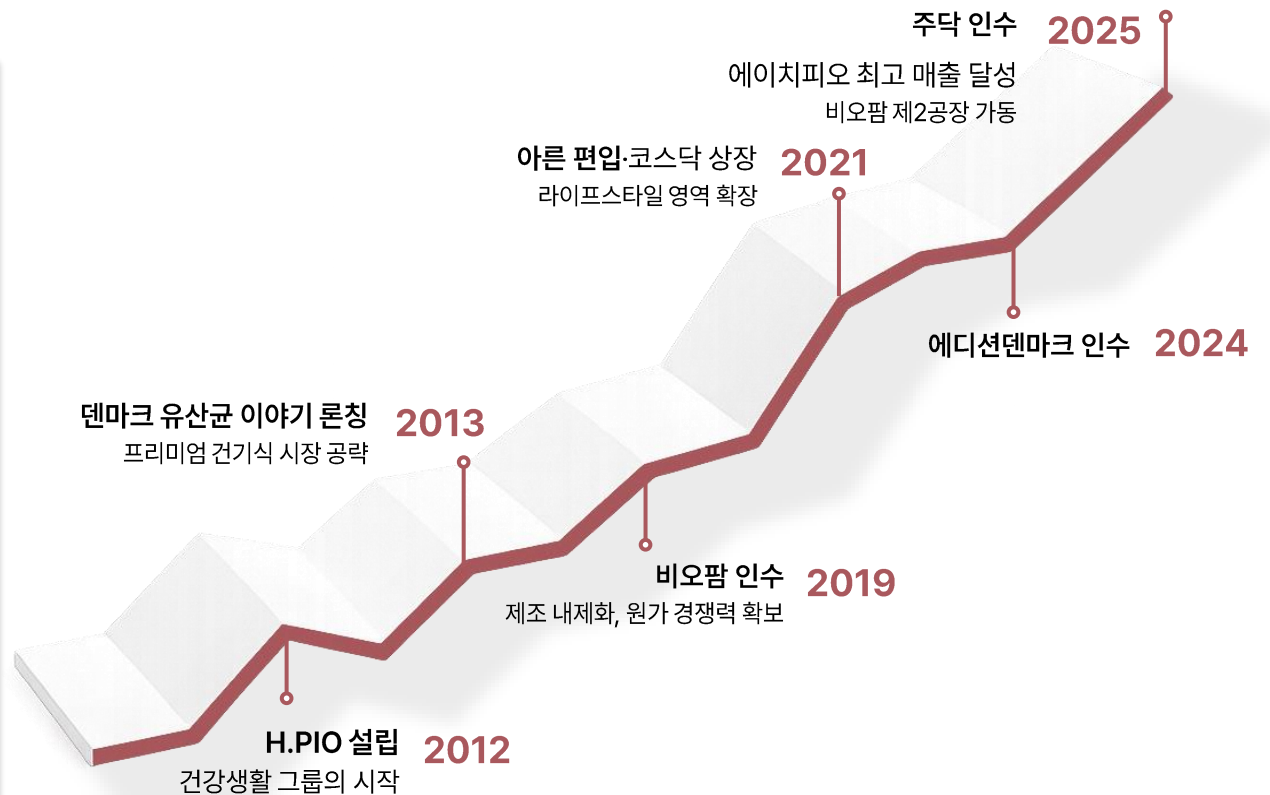 주닥 인수 2025
에이치피오 최고 매출 달성
비오팜 제2공장 가동
아른 편입·코스닥 상장 2021
라이프스타일 영역 확장
에디션덴마크 인수 2024
덴마크 유산균 이야기 론칭 2013
프리미엄 건기식 시장 공략
비오팜 인수 2019
제조 내제화, 원가 경쟁력 확보
H.PIO 설립 2012
건강생활 그룹의 시작